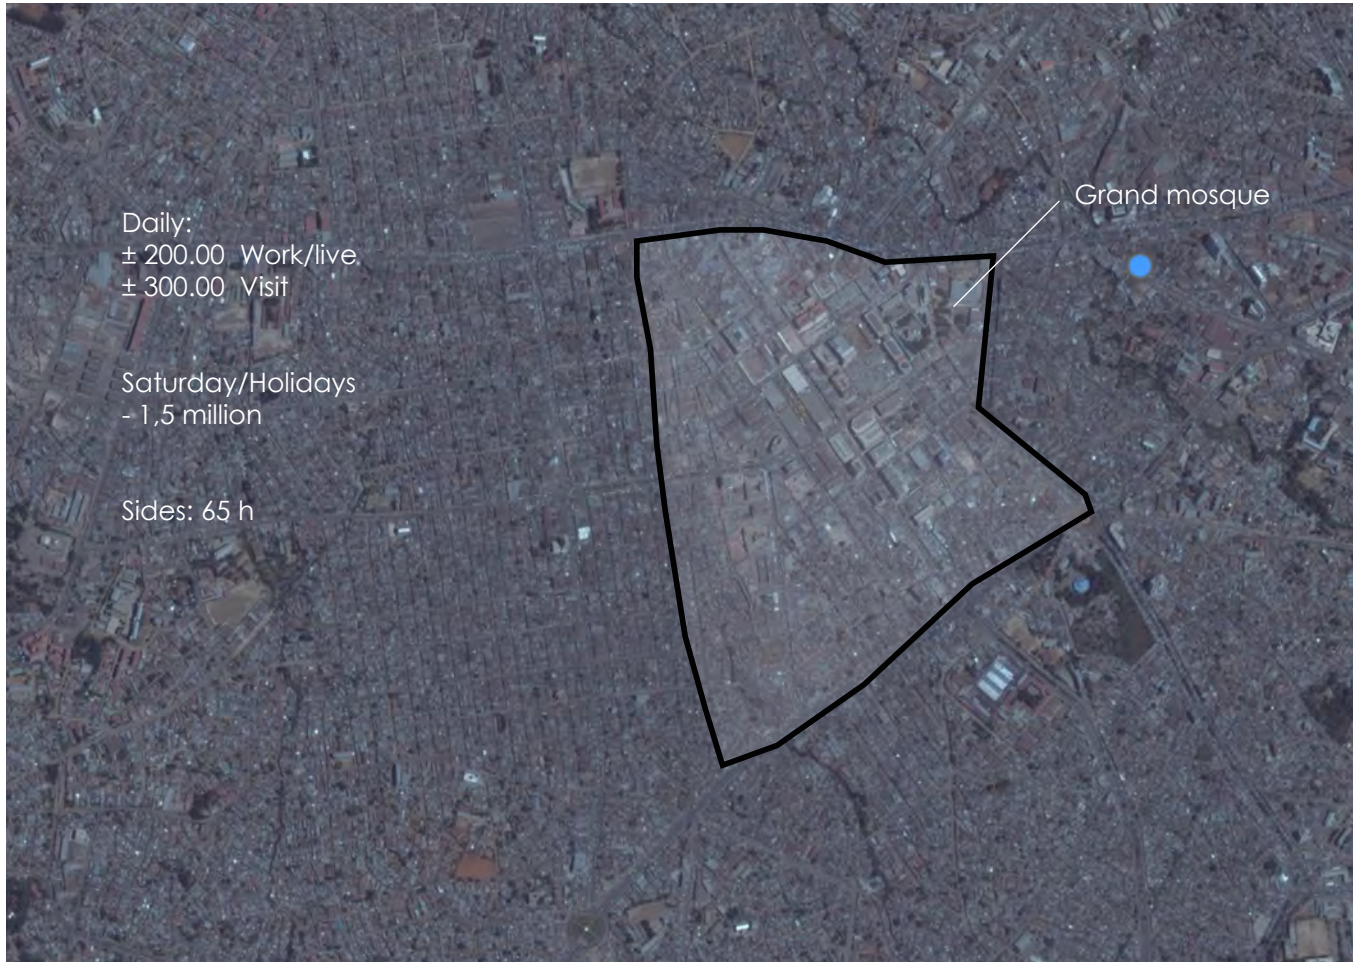 Daily:
± 200.00 Work/live
± 300.00 Visit
Saturday/Holidays
- 1,5 million
Sides: 65 h
Grand mosque